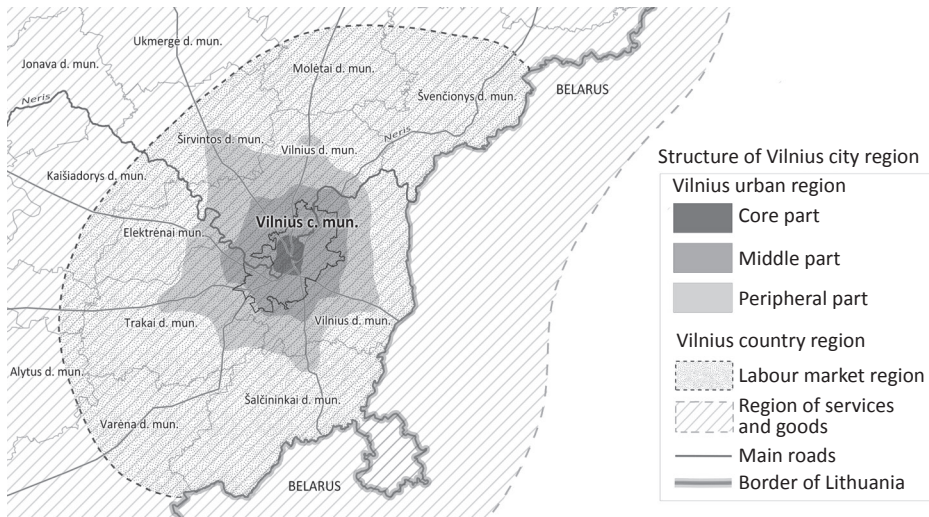 Ukmergė d. mun.
Jonava d. mun.
Molėtai d. mun.
Švenčionys d. mun.
BELARUS
Neris
Neris
Širvintos d. mun.
Vilnius d. mun.
Kaišiadorys d. mun.
Vilnius c. mun.
Elektrėnai mun.
Trakai d. mun.
Vilnius d. mun.
Alytus d. mun.
Šalčininkai d. mun.
Varėna d. mun.
BELARUS
Structure of Vilnius city region
Vilnius urban region
Core part
Middle part
Peripheral part
Vilnius country region
Labour market region
Region of services
and goods
Main roads
Border of Lithuania